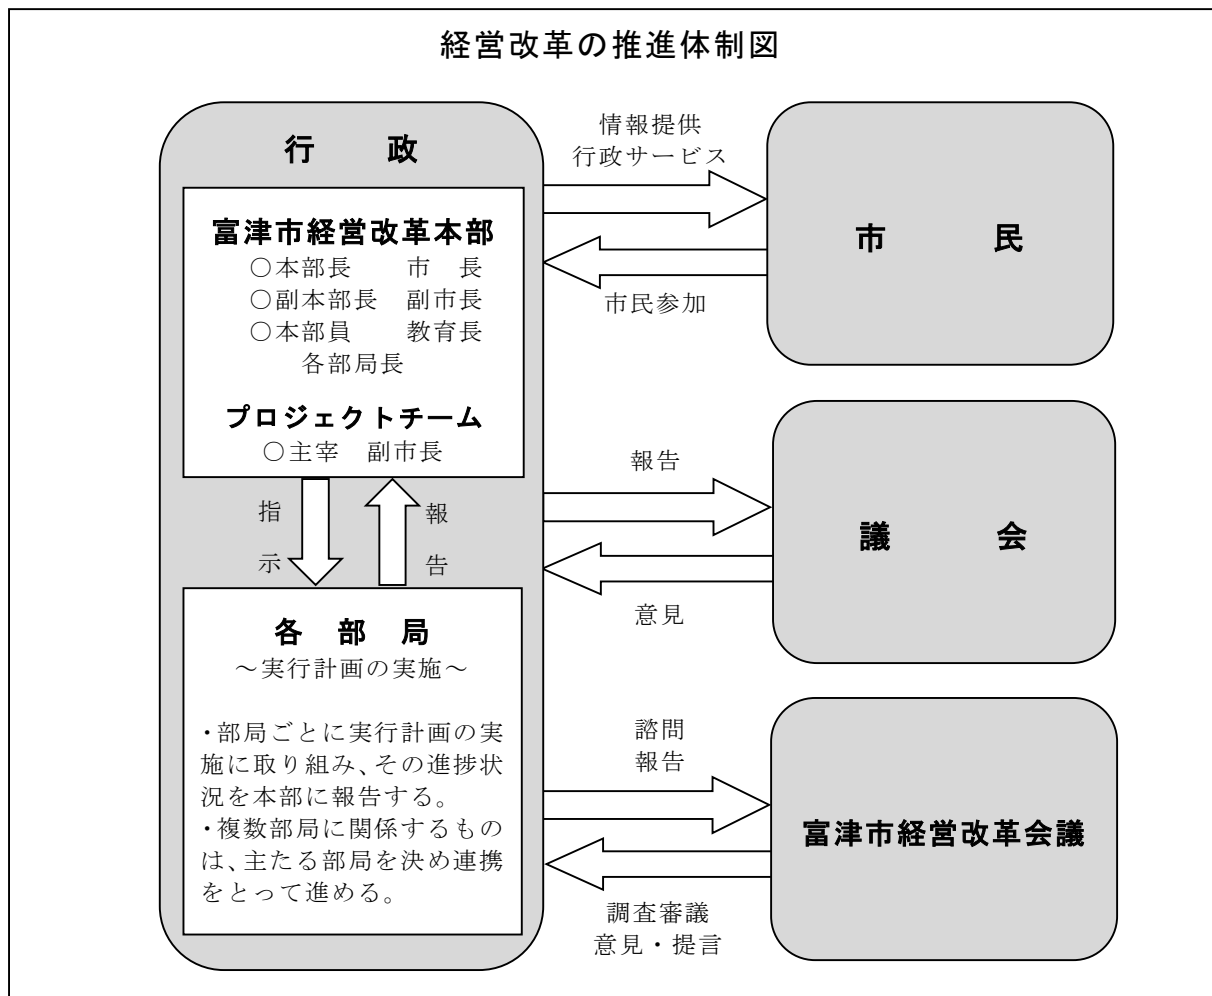 経営改革の推進体制図
行　　政
富津市経営改革本部
○本部長　　市　長
○副本部長　副市長
○本部員　　教育長
各部局長
プロジェクトチーム
○主宰　副市長
指示
報告
各　部　局
～実行計画の実施～
・部局ごとに実行計画の実
施に取り組み、その進捗状
況を本部に報告する。
・複数部局に関係するもの
は、主たる部局を決め連携
をとって進める。
情報提供
行政サービス
市民参加
市　　　民
報告
意見
議　　　会
諮問
報告
調査審議
意見・提言
富津市経営改革会議